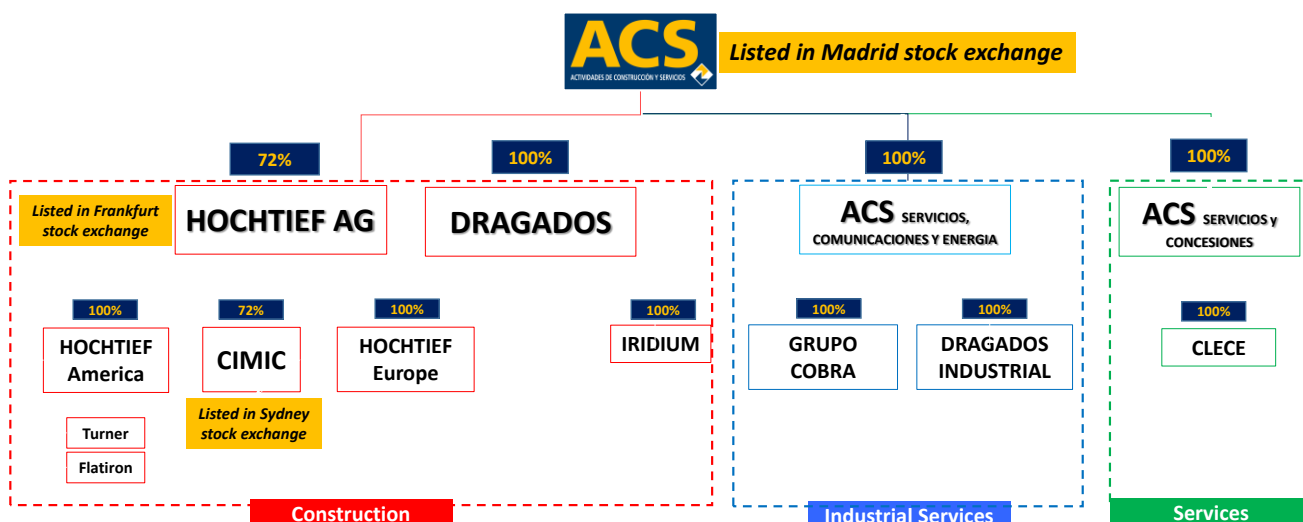 ACS
ACTIVIDADES DE CONSTRUCCIÓN Y SERVICIOS
Listed in Madrid stock exchange
72%
100%
100%
100%
Listed in Frankfurt
stock exchange
HOCHTIEF AG
DRAGADOS
ACS SERVICIOS,
COMUNICACIONES Y ENERGIA
ACS SERVICIOS y
CONCESIONES
100%
72%
100%
100%
100%
100%
100%
HOCHTIEF
America
CIMIC
HOCHTIEF
Europe
IRIDIUM
GRUPO
COBRA
DRAGADOS
INDUSTRIAL
CLECE
Listed in Sydney
stock exchange
Turner
Flatiron
Construction
Industrial Services
Services